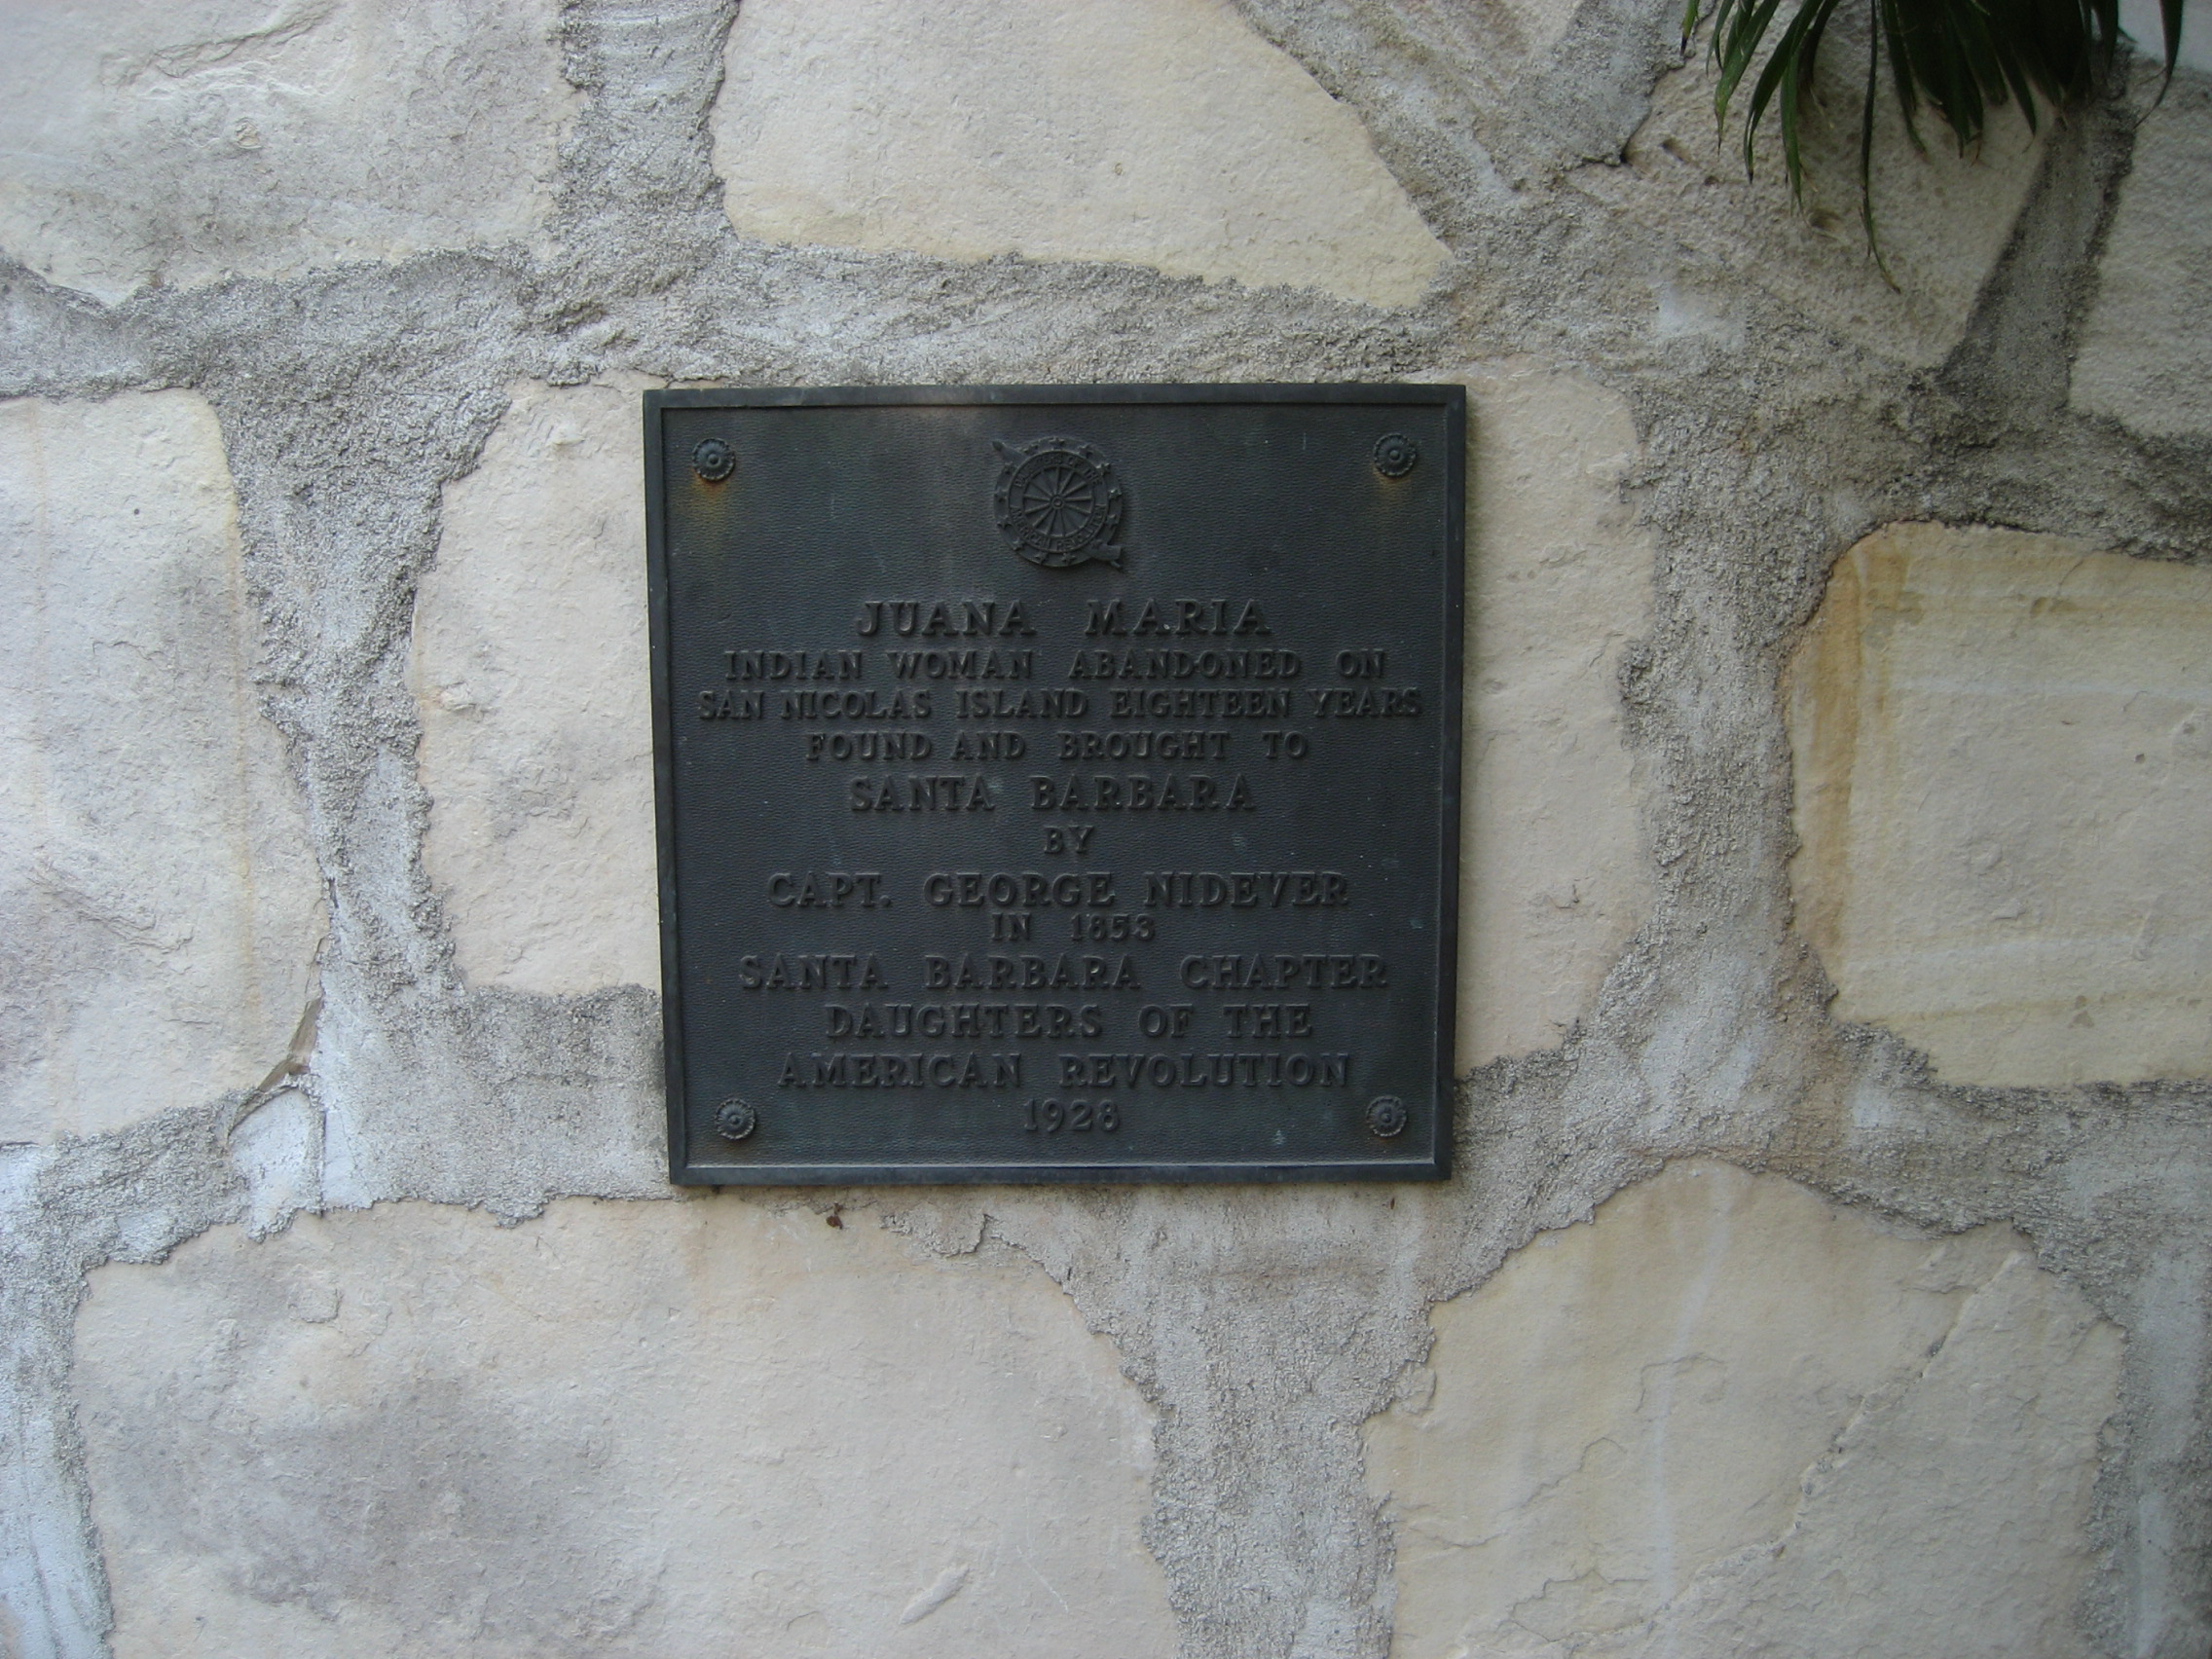 JUANA MARIA
INDIAN WOMAN ABANDONED ON
SAN NICOLAS ISLAND EIGHTEEN YEARS
FOUND AND BROUGHT TO
SANTA BARBARA
BY
CAPT. GEORGE NIDEVER
IN 1853
SANTA BARBARA CHAPTER
DAUGHTERS OF THE
AMERICAN REVOLUTION
1928